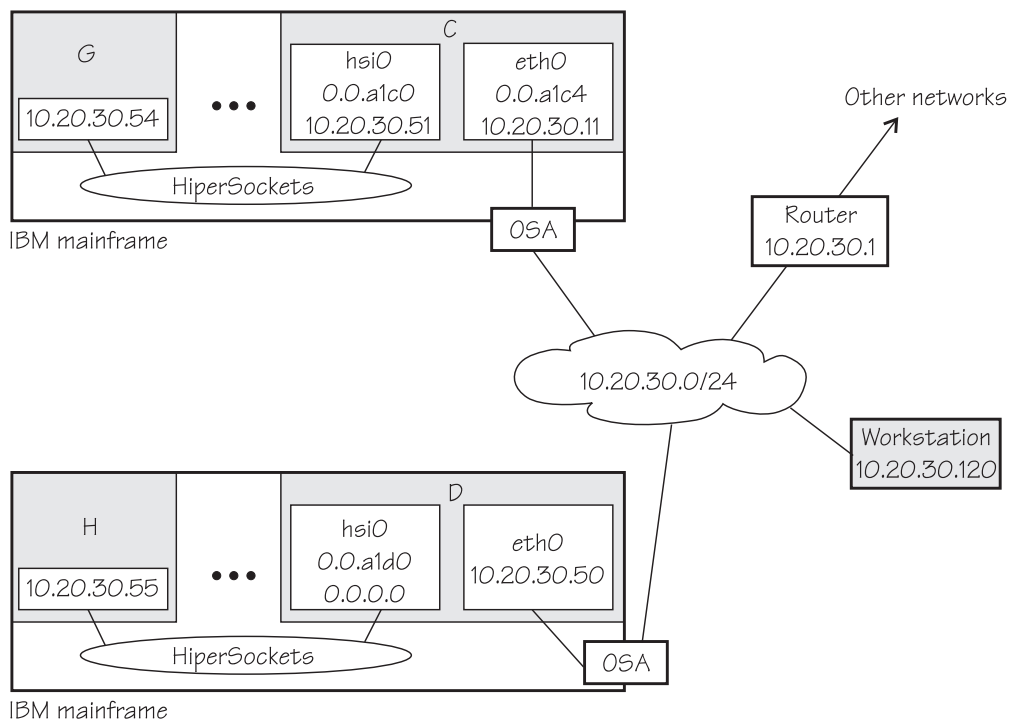 G
10.20.30.54
C
hsi0
0.0.a1c0
10.20.30.51
eth0
0.0.a1c4
10.20.30.11
HiperSockets
OSA
IBM mainframe
Other networks
Router
10.20.30.1
10.20.30.0/24
Workstation
10.20.30.120
H
10.20.30.55
D
hsi0
0.0.a1d0
0.0.0.0
eth0
10.20.30.50
HiperSockets
OSA
IBM mainframe